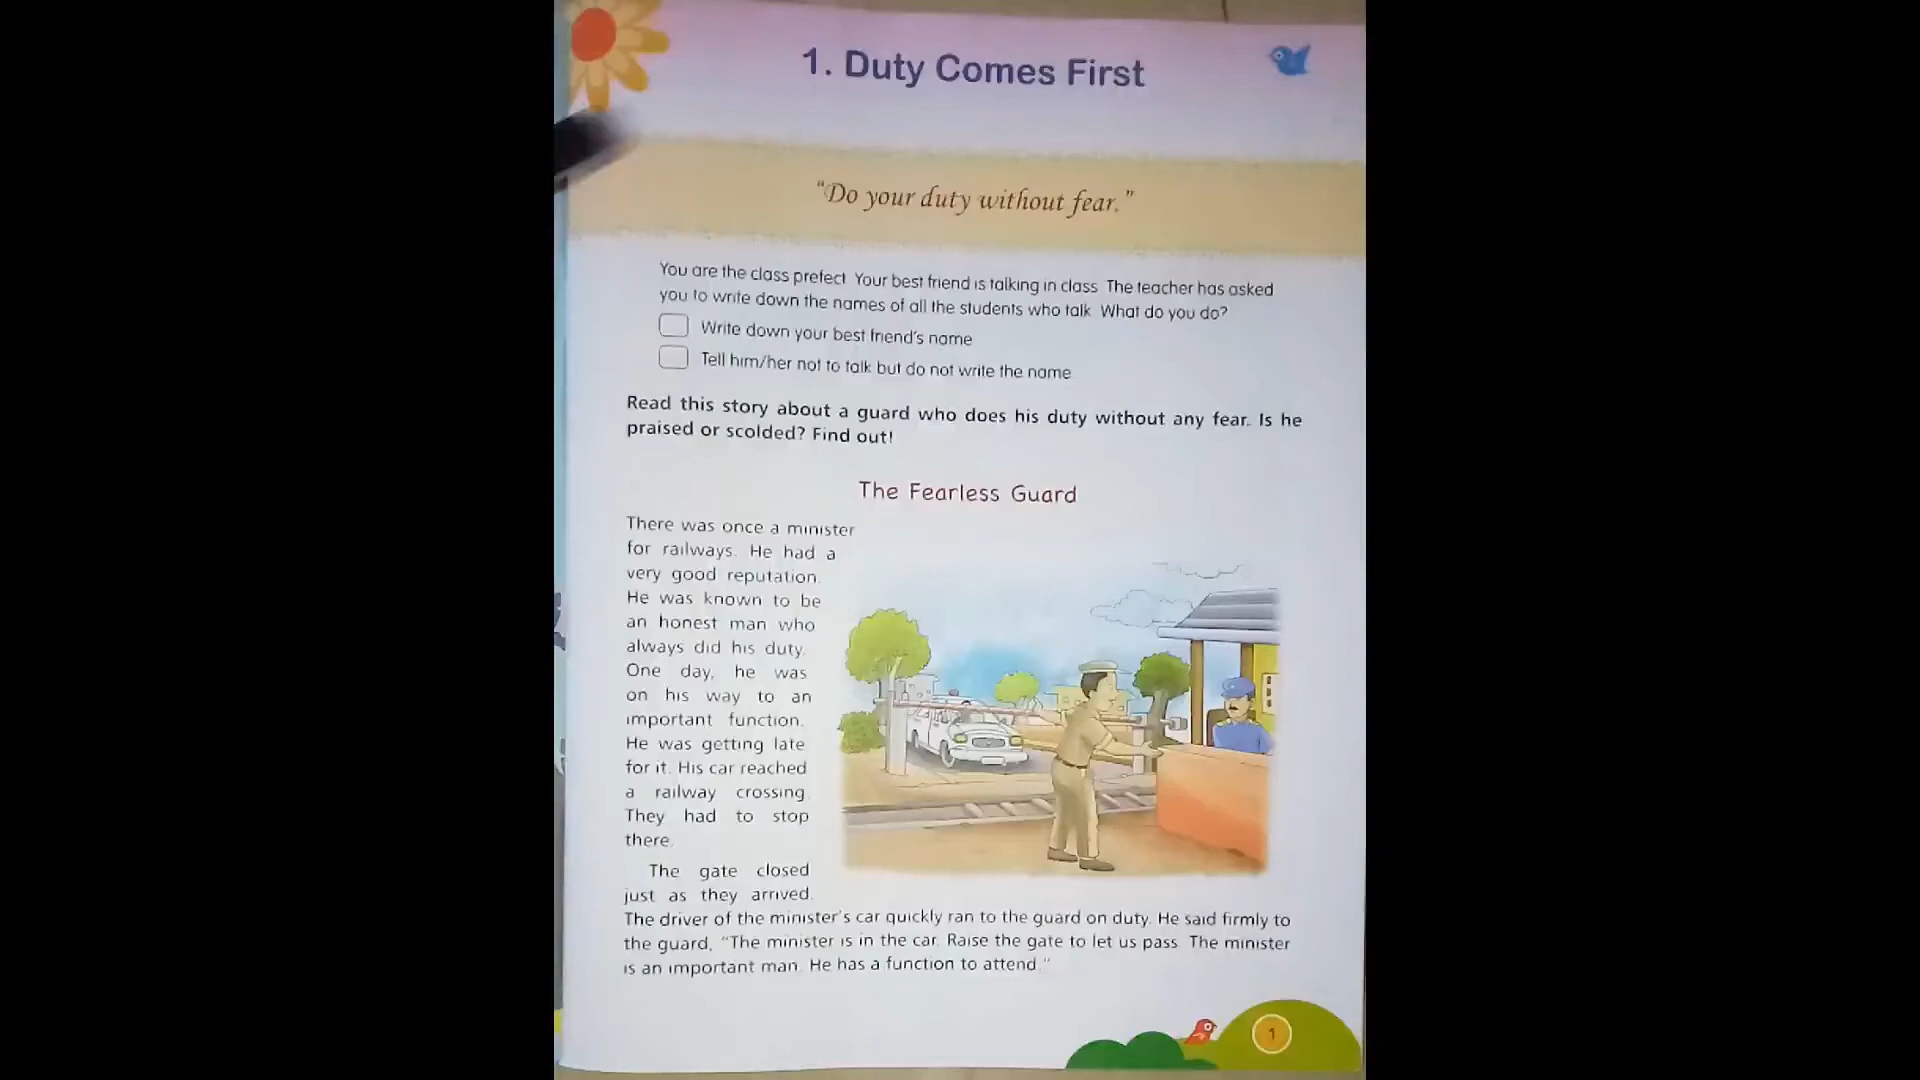 1. Duty Comes First
"Do your duty without fear."
You are the class prefect. Your best friend is talking in class. The teacher has asked
you to write down the names of all the students who talk. What do you do?
Write down your best friend's name
Tell him/her not to talk but do not write the name
Read this story about a guard who does his duty without any fear. Is he
praised or scolded? Find out!
The Fearless Guard
There was once a minister
for railways. He had a
very good reputation.
He was known to be
an honest man who
always did his duty.
One day, he was
on his way to an
important function.
He was getting late
for it. His car reached
a railway crossing.
They had to stop
there.
The gate closed
just as they arrived.
The driver of the minister's car quickly ran to the guard on duty. He said firmly to
the guard, "The minister is in the car. Raise the gate to let us pass. The minister
is an important man. He has a function to attend."
1